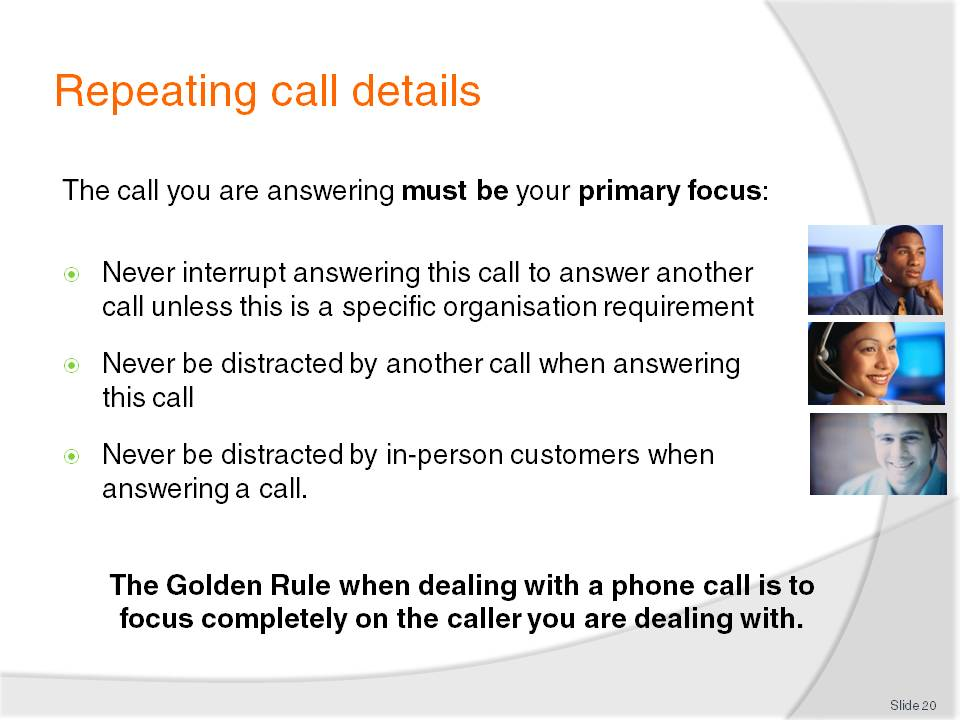 Repeating call details
The call you are answering must be your primary focus:
Never interrupt answering this call to answer another
call unless this is a specific organisation requirement
Never be distracted by another call when answering
this call
Never be distracted by in-person customers when
answering a call.
The Golden Rule when dealing with a phone call is to
focus completely on the caller you are dealing with.
Slide 20